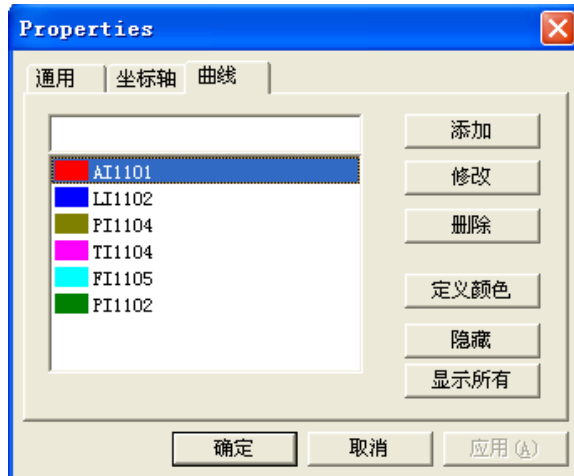 Properties
通用 坐标轴 曲线
添加
AI1101
修改
LI1102
PI1104
删除
TI1104
FI1105
定义颜色
PI1102
隐藏
显示所有
确定 取消 应用(A)